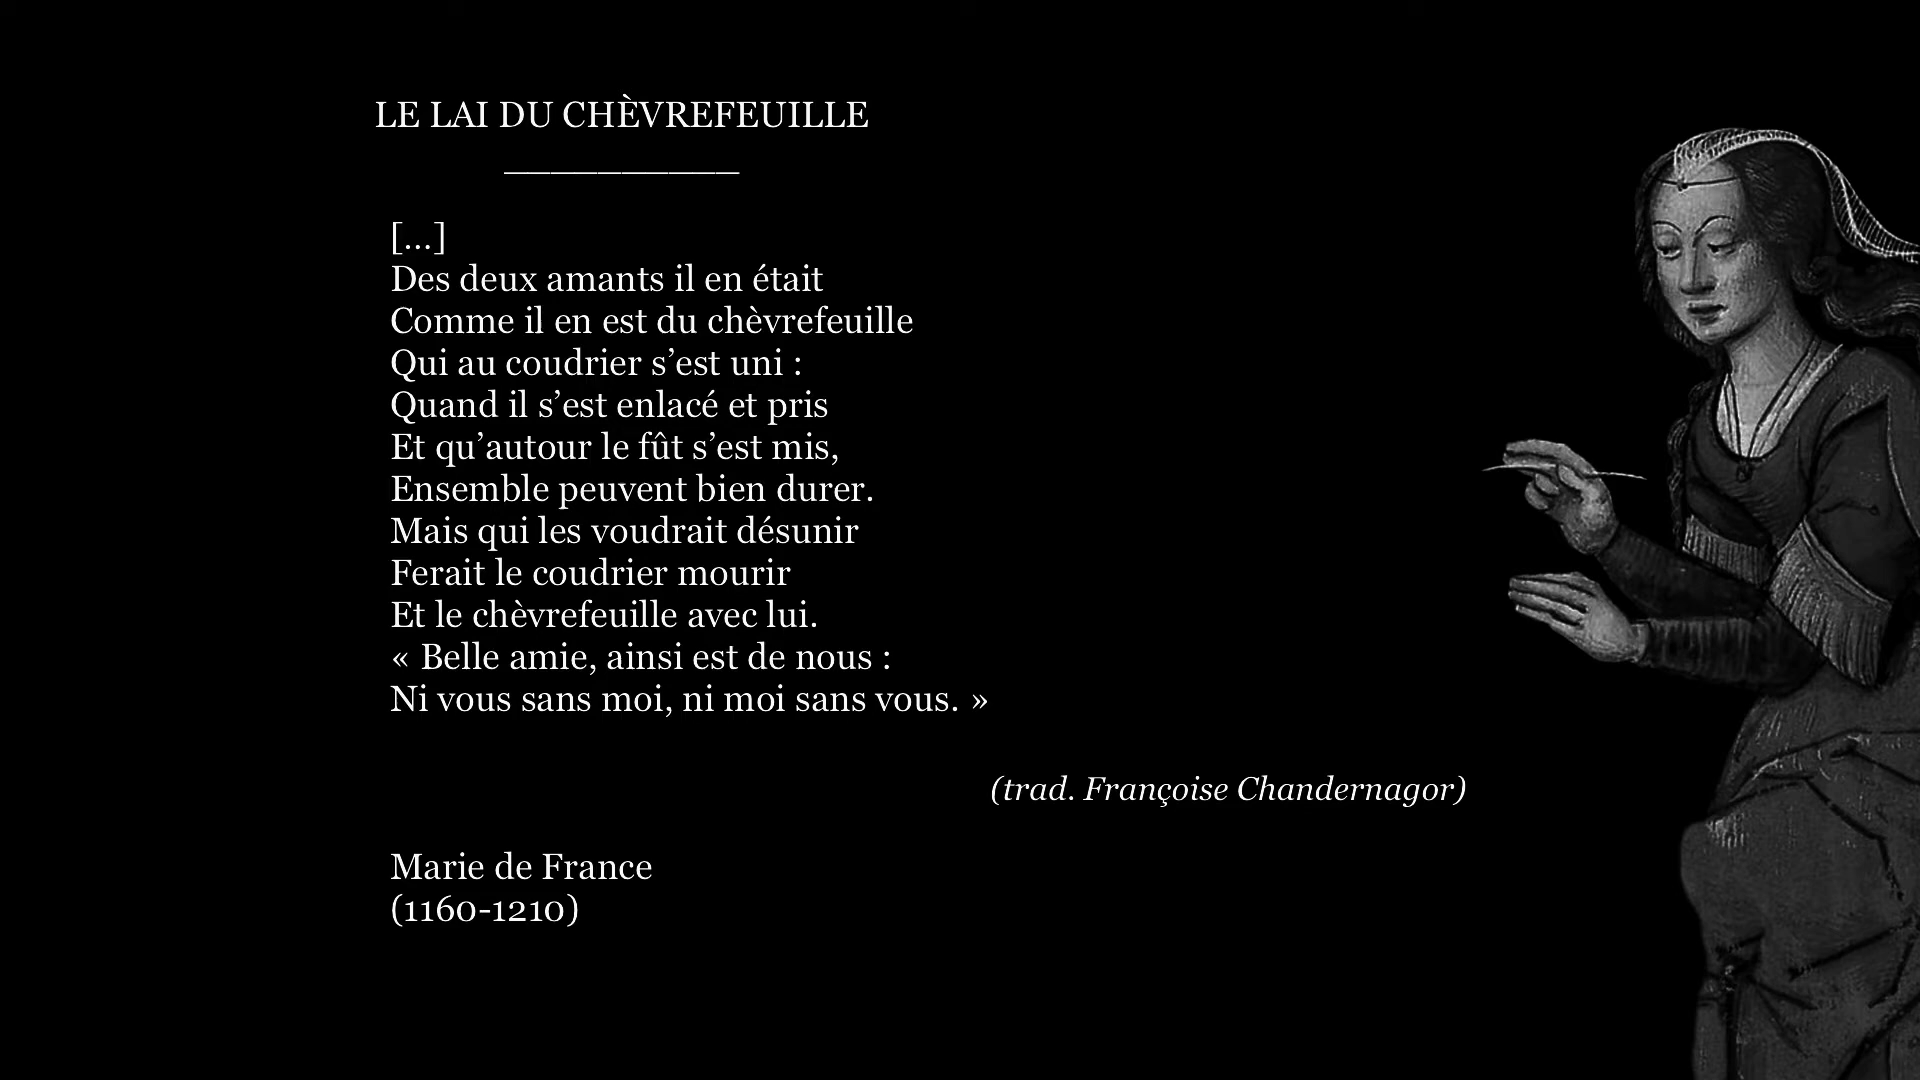 LE LAI DU CHÈVREFEUILLE
[...]
Des deux amants il en était
Comme il en est du chèvrefeuille
Qui au coudrier s’est uni :
Quand il s’est enlacé et pris
Et qu’autour le fût s’est mis,
Ensemble peuvent bien durer.
Mais qui les voudrait désunir
Ferait le coudrier mourir
Et le chèvrefeuille avec lui.
« Belle amie, ainsi est de nous :
Ni vous sans moi, ni moi sans vous. »
(trad. Françoise Chandernagor)
Marie de France
(1160-1210)